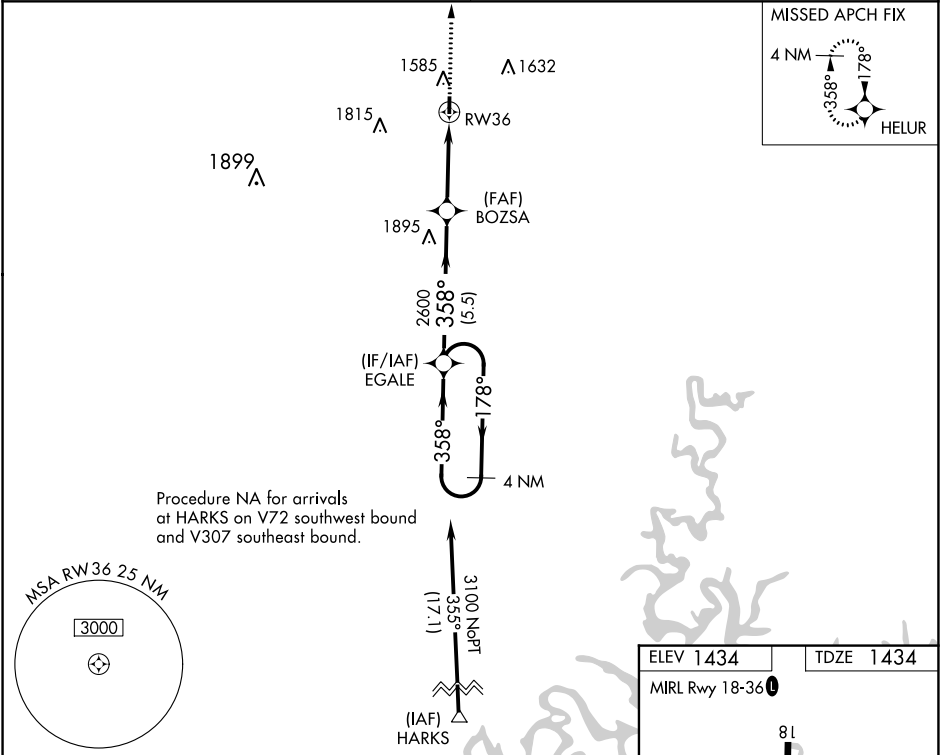 MISSED APCH FIX
4 NM
358°
178°
HELUR
1585
1632
1815
RW36
1899
(FAF)
BOZSA
1895
2600
358°
(5.5)
(IF/IAF)
EGALE
178°
358°
4 NM
Procedure NA for arrivals
at HARKS on V72 southwest bound
and V307 southeast bound.
MSA RW36 25 NM
3000
3100 NoPT
355°
(17.1)
(IAF)
HARKS
ELEV 1434
TDZE 1434
MIRL Rwy 18-36 L
18